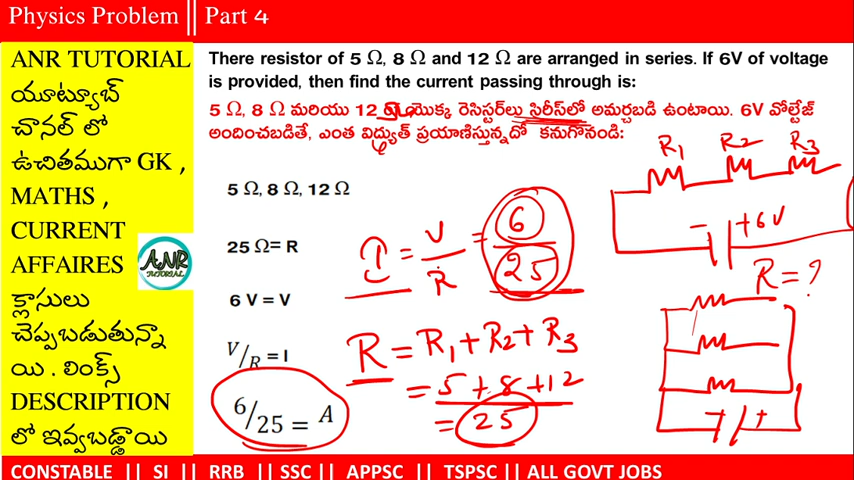 Physics Problem || Part 4
ANR TUTORIAL
యూట్యూబ్
చానల్ లో
ఉచితముగా GK ,
MATHS ,
CURRENT
AFFAIRES
క్లాసులు
చెప్పబడుతున్నా
యి . లింక్స్
DESCRIPTION
లో ఇవ్వబడ్డాయి
ANR
TUTORIAL
There resistor of 5 Ω, 8 Ω and 12 Ω are arranged in series. If 6V of voltage
is provided, then find the current passing through is:
5 Ω, 8 Ω మరియు 12 Ω యొక్క రెసిస్టర్‌లు సిరీస్‌లో అమర్చబడి ఉంటాయి. 6V వోల్టేజ్
అందించబడితే, ఎంత విద్యుత్ ప్రయాణిస్తున్నదో కనుగొనండి:
5 Ω, 8 Ω, 12 Ω
25 Ω= R
6 V = V
V/R = I
6/25 = A
I = V/R = 6/25
R = R1 + R2 + R3
= 5 + 8 + 12
= 25
R1 R2 R3
- + 6V
R = ?
+
CONSTABLE || SI || RRB || SSC || APPSC || TSPSC || ALL GOVT JOBS